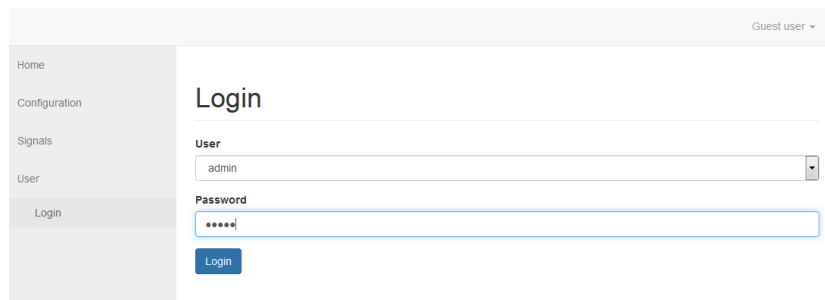 Guest user
Home
Configuration
Signals
User
Login
Login
User
admin
Password
•••••
Login